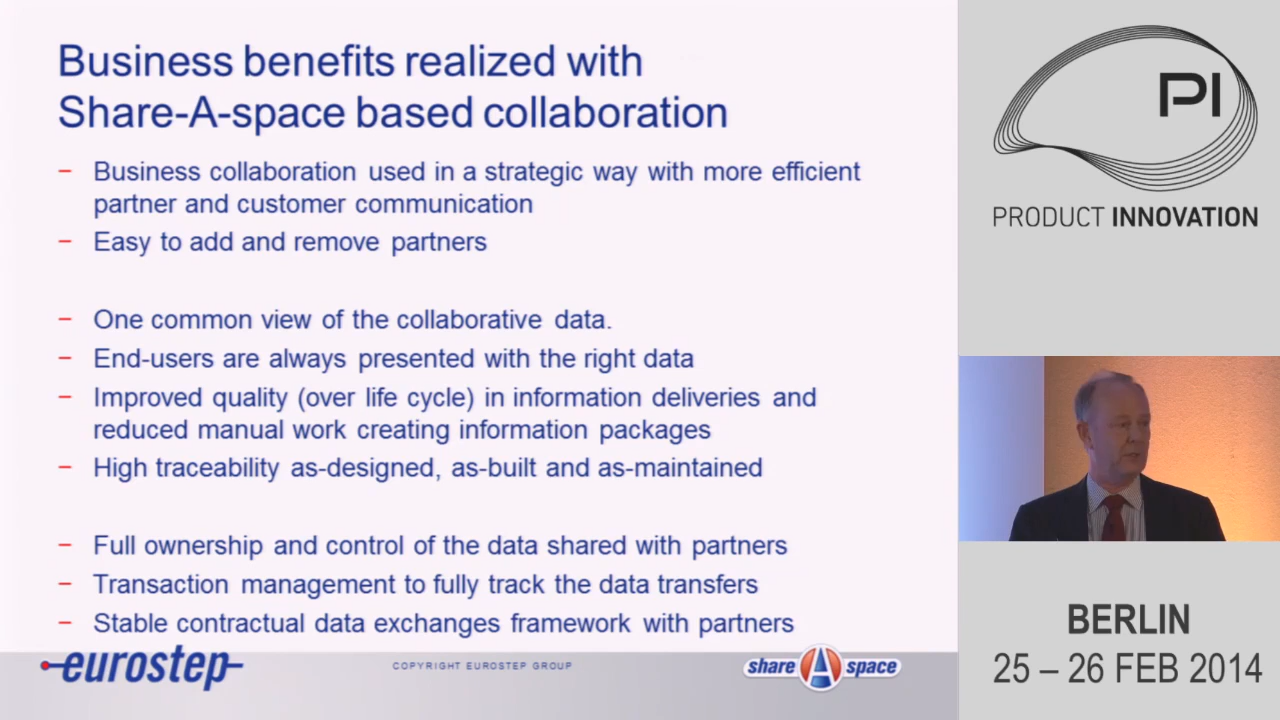 Business benefits realized with
Share-A-space based collaboration
– Business collaboration used in a strategic way with more efficient
partner and customer communication
– Easy to add and remove partners
– One common view of the collaborative data.
– End-users are always presented with the right data
– Improved quality (over life cycle) in information deliveries and
reduced manual work creating information packages
– High traceability as-designed, as-built and as-maintained
– Full ownership and control of the data shared with partners
– Transaction management to fully track the data transfers
– Stable contractual data exchanges framework with partners
eurostep
COPYRIGHT EUROSTEP GROUP
share A space
PI
PRODUCT INNOVATION
BERLIN
25 – 26 FEB 2014